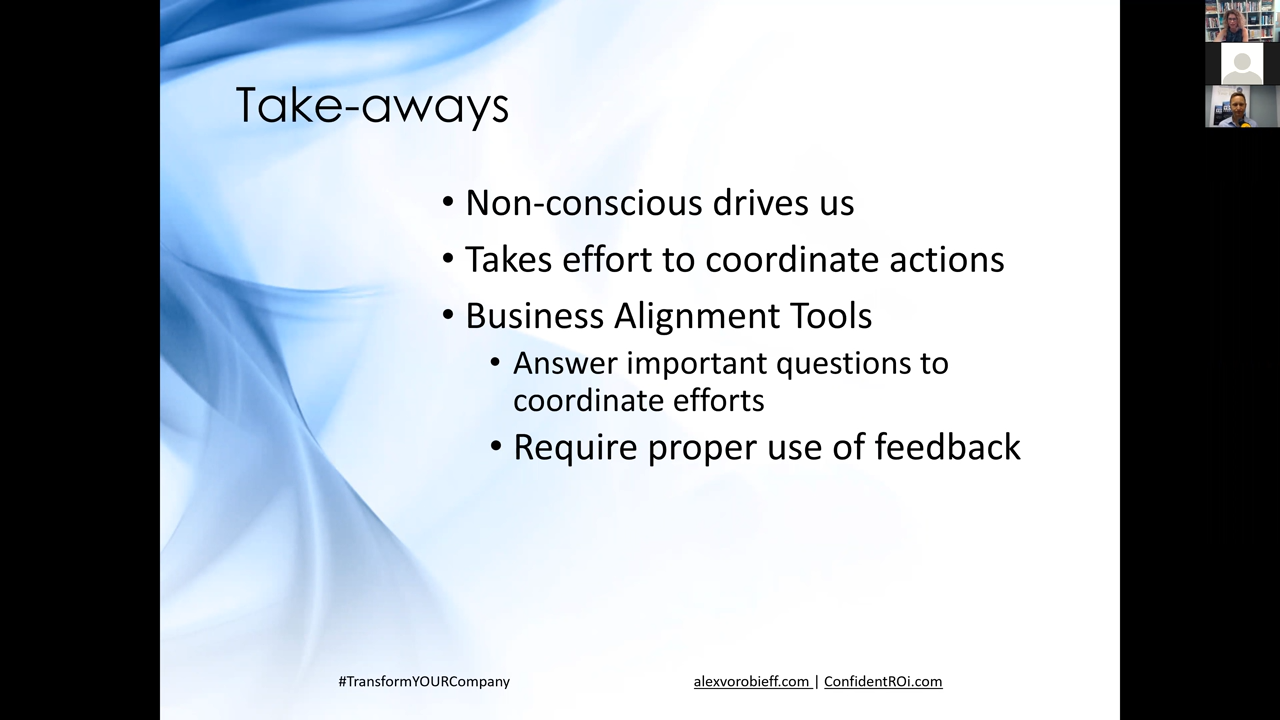 Take-aways
• Non-conscious drives us
• Takes effort to coordinate actions
• Business Alignment Tools
• Answer important questions to
coordinate efforts
• Require proper use of feedback
#TransformYOURCompany
alexvorobieff.com | ConfidentROi.com